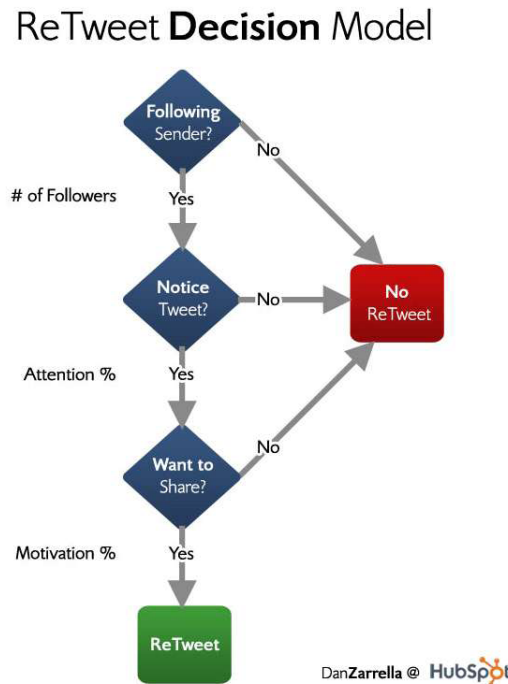 ReTweet Decision Model
Following
Sender?
No
# of Followers
Yes
Notice
Tweet?
No
No
ReTweet
Attention %
Yes
Want to
Share?
No
Motivation %
Yes
ReTweet
DanZarrella @ HubSpot